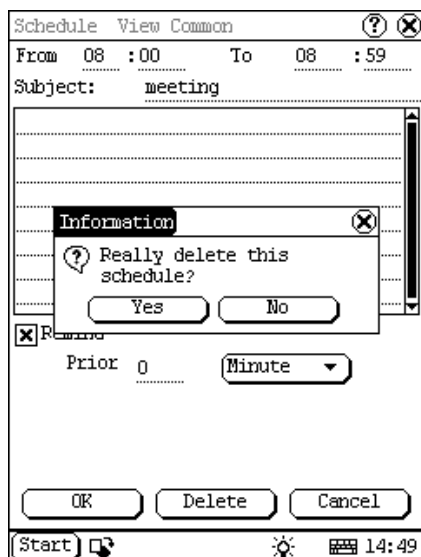 Schedule View Common
From 08 :00 To 08 :59
Subject: meeting
Information
Really delete this
schedule?
Yes No
Remind
Prior 0 Minute
OK Delete Cancel
Start 14:49